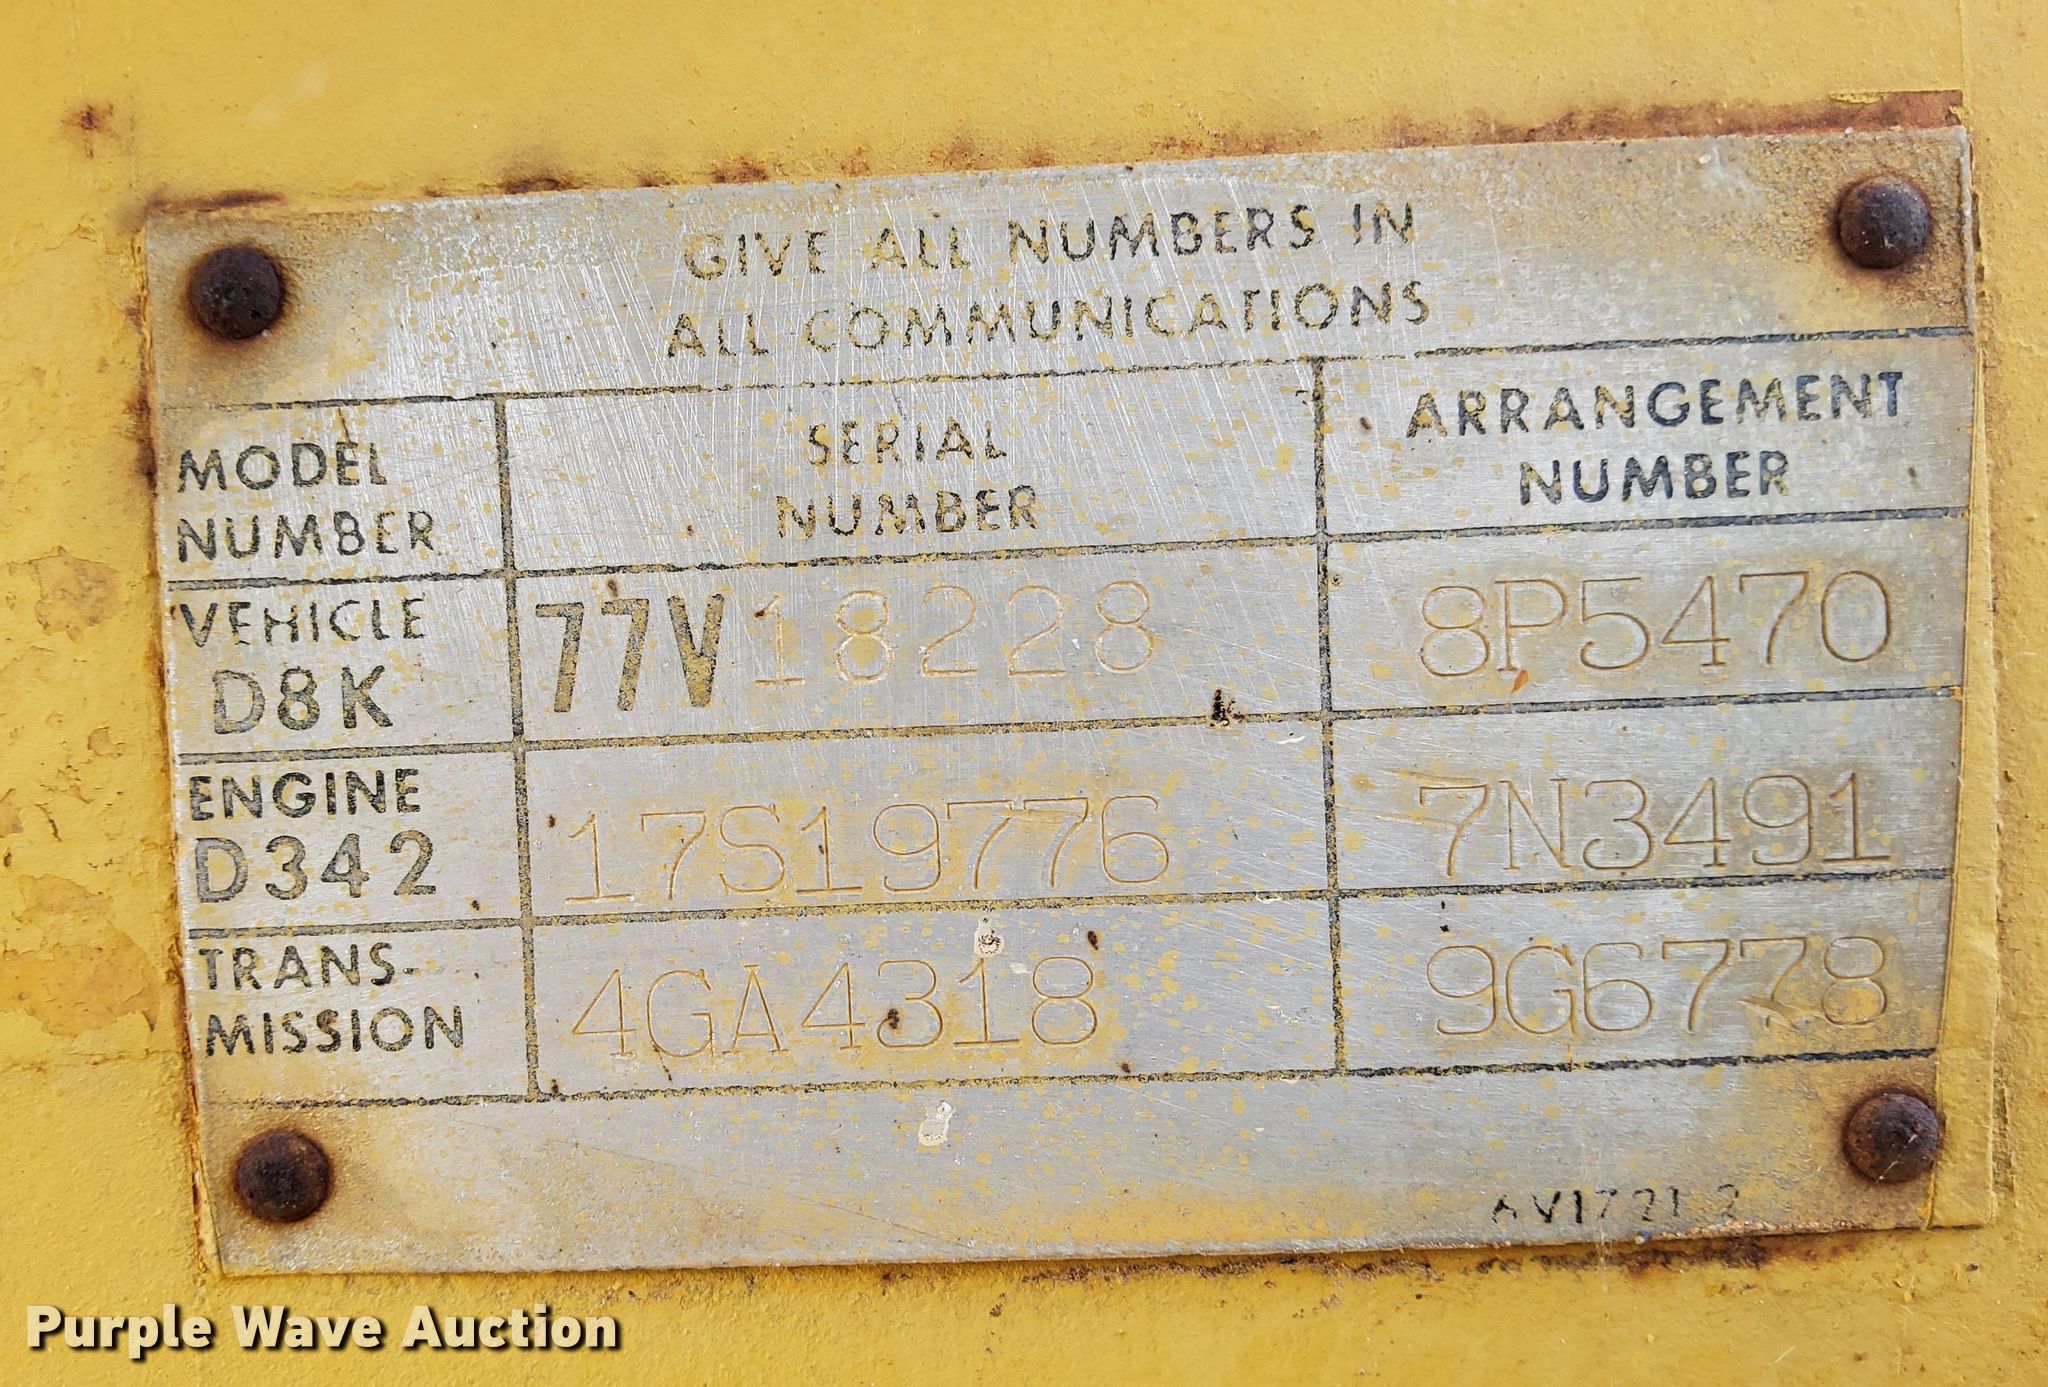 GIVE ALL NUMBERS IN
ALL COMMUNICATIONS
MODEL
NUMBER
SERIAL
NUMBER
ARRANGEMENT
NUMBER
VEHICLE
D8K
77V18228
8P5470
ENGINE
D342
17S19776
7N3491
TRANS-
MISSION
4GA4318
9G6778
Purple Wave Auction